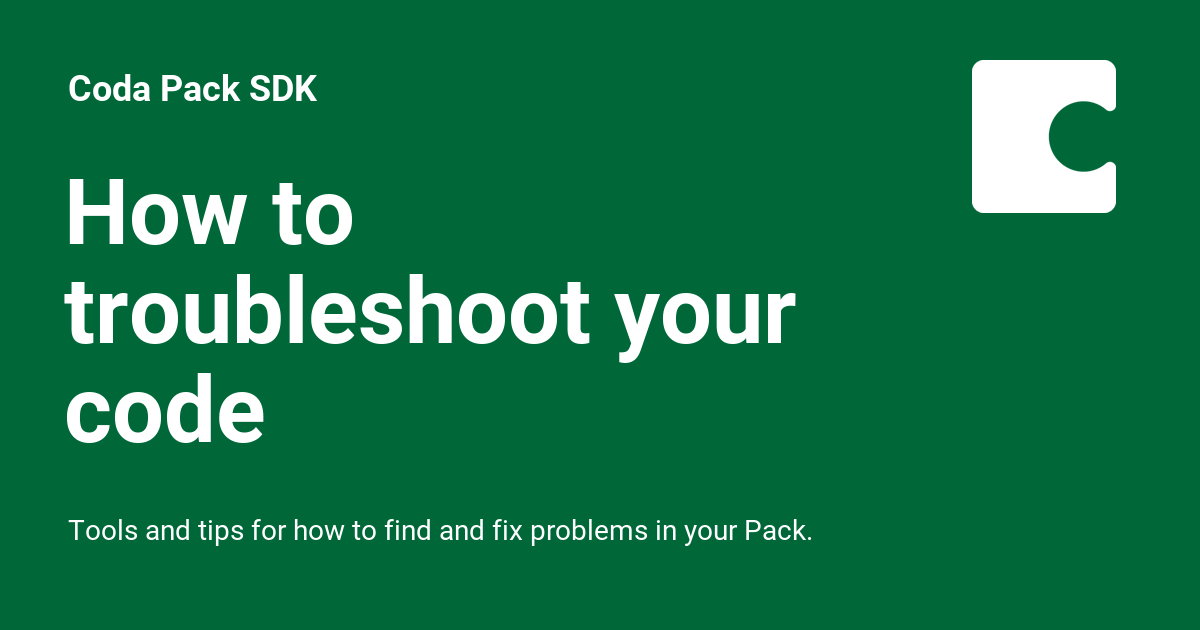 Coda Pack SDK
How to
troubleshoot your
code
Tools and tips for how to find and fix problems in your Pack.